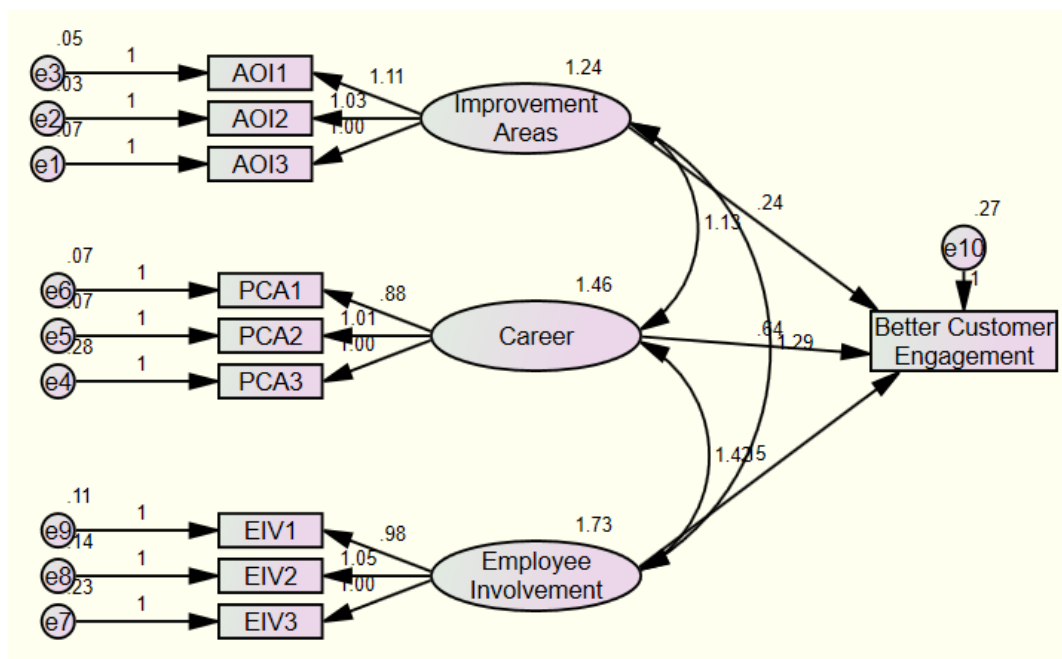 .05
e3
1
AOI1
1.11
1.24
.03
e2
1
AOI2
1.03
Improvement
Areas
.07
e1
1
AOI3
1.00
.24
1.13
.27
e10
1
.07
e6
1
PCA1
.88
1.46
.07
e5
1
PCA2
1.01
Career
.64
1.29
Better Customer
Engagement
.28
e4
1
PCA3
1.00
.11
e9
1
EIV1
.98
1.73
.14
e8
1
EIV2
1.05
Employee
Involvement
.23
e7
1
EIV3
1.00